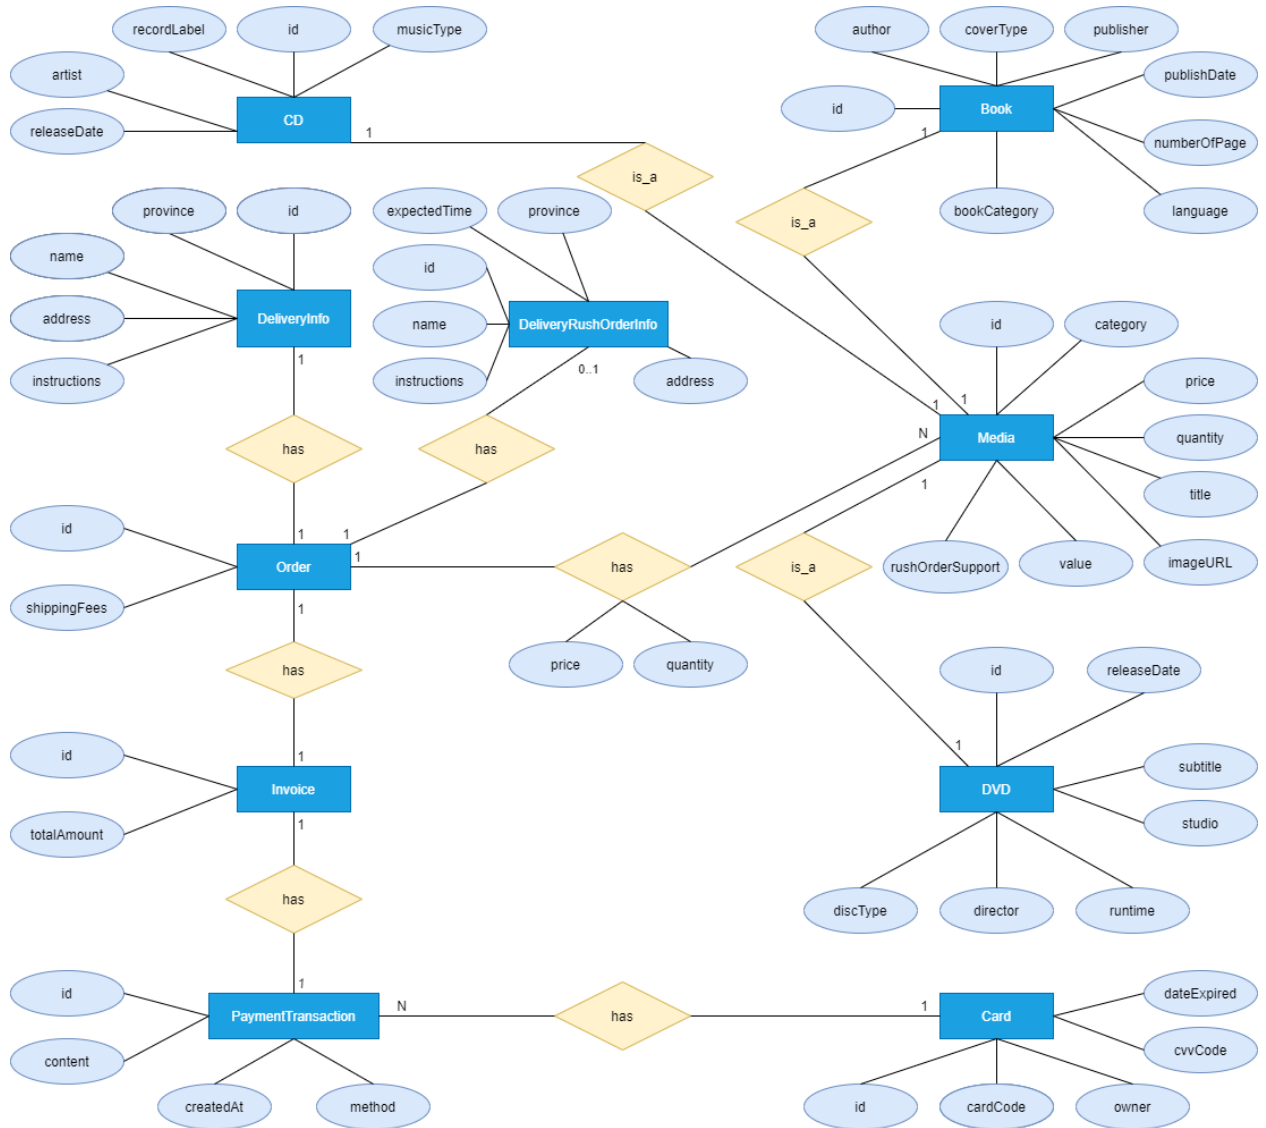 recordLabel
id
musicType
author
coverType
publisher
artist
publishDate
CD
Book
id
releaseDate
1
1
numberOfPage
is_a
province
id
expectedTime
province
bookCategory
language
is_a
name
id
DeliveryInfo
DeliveryRushOrderInfo
address
name
id
category
1
0..1
instructions
instructions
address
price
1
1
N
Media
quantity
has
has
1
title
id
1
1
1
Order
has
is_a
rushOrderSupport
value
imageURL
shippingFees
1
price
quantity
has
id
releaseDate
id
1
1
subtitle
Invoice
DVD
totalAmount
1
studio
has
discType
director
runtime
1
id
N
1
dateExpired
PaymentTransaction
has
Card
content
cvvCode
createdAt
method
id
cardCode
owner